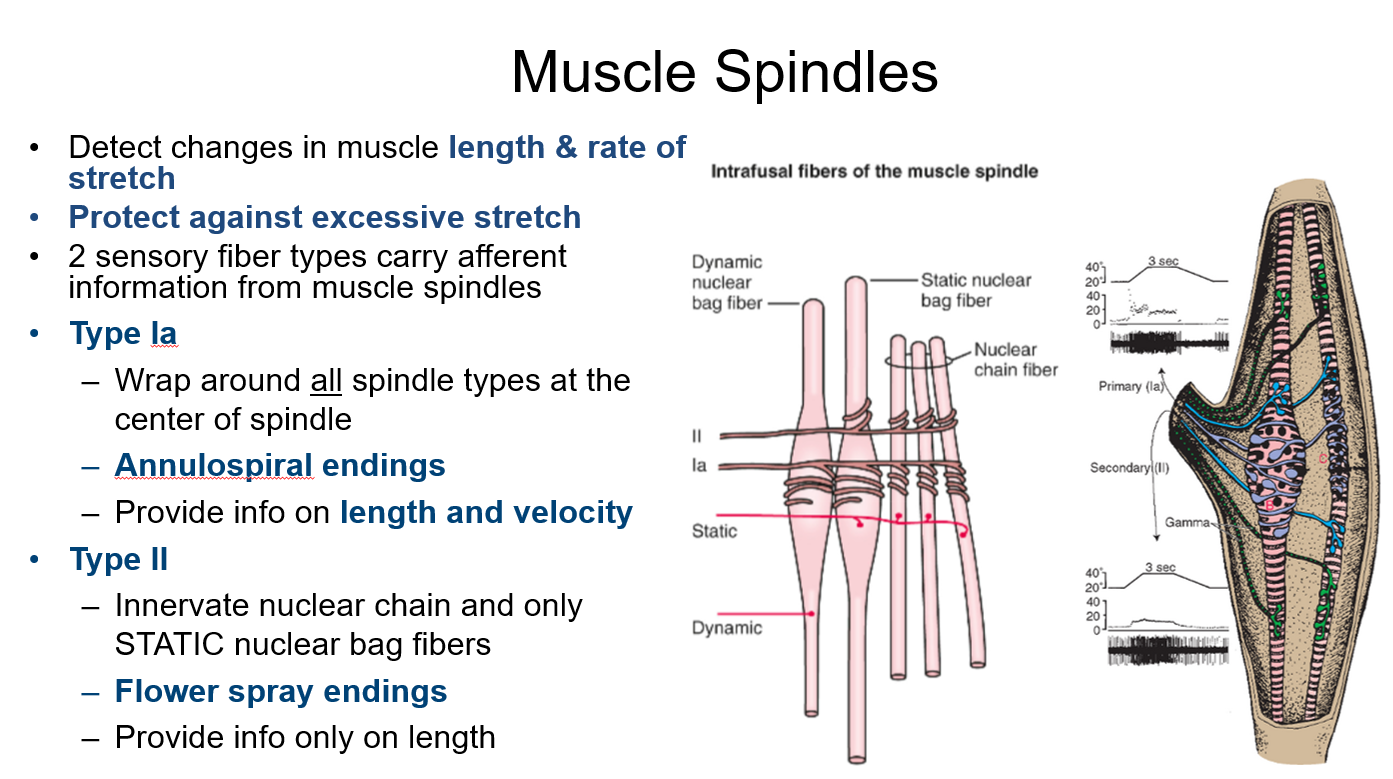 Muscle Spindles
• Detect changes in muscle length & rate of
stretch
• Protect against excessive stretch
• 2 sensory fiber types carry afferent
information from muscle spindles
• Type Ia
– Wrap around all spindle types at the
center of spindle
– Annulospiral endings
– Provide info on length and velocity
• Type II
– Innervate nuclear chain and only
STATIC nuclear bag fibers
– Flower spray endings
– Provide info only on length
Intrafusal fibers of the muscle spindle
Dynamic
nuclear
bag fiber
Static nuclear
bag fiber
Nuclear
chain fiber
II
Ia
Static
Dynamic
3 sec
40°
20°
40
20
0
Primary (Ia)
Secondary (II)
Gamma
3 sec
40°
20°
40
20
0
B
C